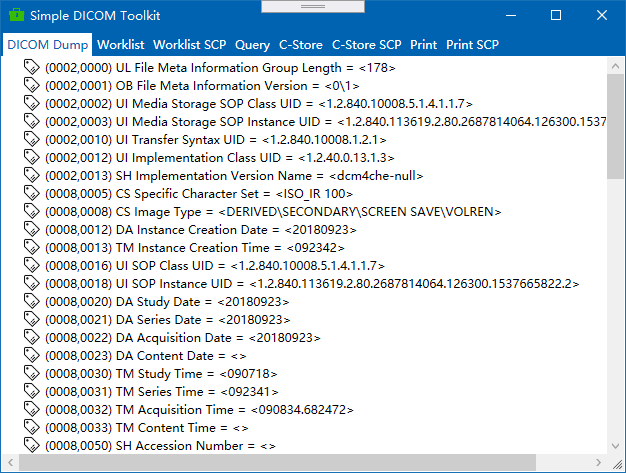 Simple DICOM Toolkit
DICOM Dump Worklist Worklist SCP Query C-Store C-Store SCP Print Print SCP
(0002,0000) UL File Meta Information Group Length = <178>
(0002,0001) OB File Meta Information Version = <0\1>
(0002,0002) UI Media Storage SOP Class UID = <1.2.840.10008.5.1.4.1.1.7>
(0002,0003) UI Media Storage SOP Instance UID = <1.2.840.113619.2.80.2687814064.126300.1537
(0002,0010) UI Transfer Syntax UID = <1.2.840.10008.1.2.1>
(0002,0012) UI Implementation Class UID = <1.2.40.0.13.1.3>
(0002,0013) SH Implementation Version Name = <dcm4che-null>
(0008,0005) CS Specific Character Set = <ISO_IR 100>
(0008,0008) CS Image Type = <DERIVED\SECONDARY\SCREEN SAVE\VOLREN>
(0008,0012) DA Instance Creation Date = <20180923>
(0008,0013) TM Instance Creation Time = <092342>
(0008,0016) UI SOP Class UID = <1.2.840.10008.5.1.4.1.1.7>
(0008,0018) UI SOP Instance UID = <1.2.840.113619.2.80.2687814064.126300.1537665822.2>
(0008,0020) DA Study Date = <20180923>
(0008,0021) DA Series Date = <20180923>
(0008,0022) DA Acquisition Date = <20180923>
(0008,0023) DA Content Date = <>
(0008,0030) TM Study Time = <090718>
(0008,0031) TM Series Time = <092341>
(0008,0032) TM Acquisition Time = <090834.682472>
(0008,0033) TM Content Time = <>
(0008,0050) SH Accession Number = <>